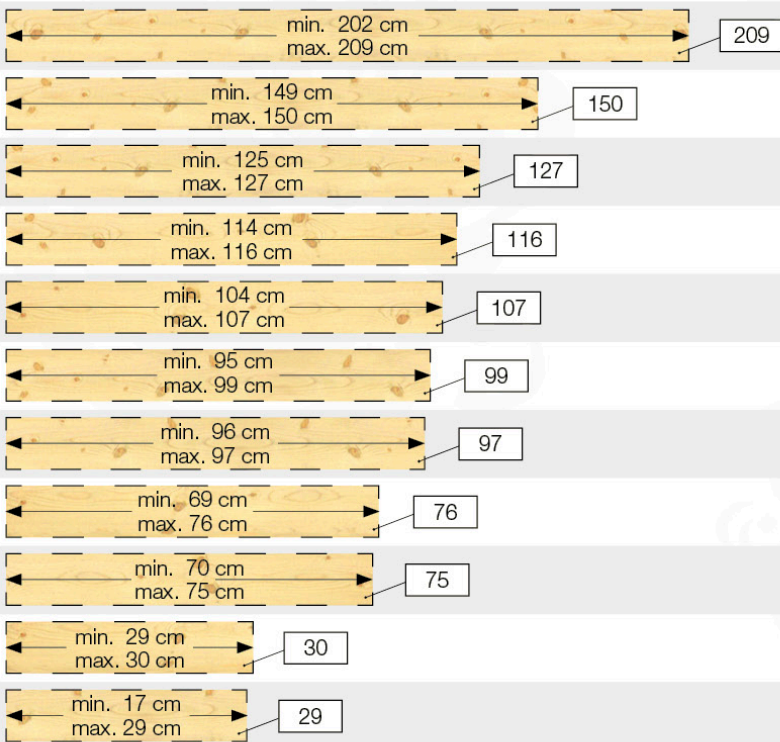 min. 202 cm
max. 209 cm
209
min. 149 cm
max. 150 cm
150
min. 125 cm
max. 127 cm
127
min. 114 cm
max. 116 cm
116
min. 104 cm
max. 107 cm
107
min. 95 cm
max. 99 cm
99
min. 96 cm
max. 97 cm
97
min. 69 cm
max. 76 cm
76
min. 70 cm
max. 75 cm
75
min. 29 cm
max. 30 cm
30
min. 17 cm
max. 29 cm
29